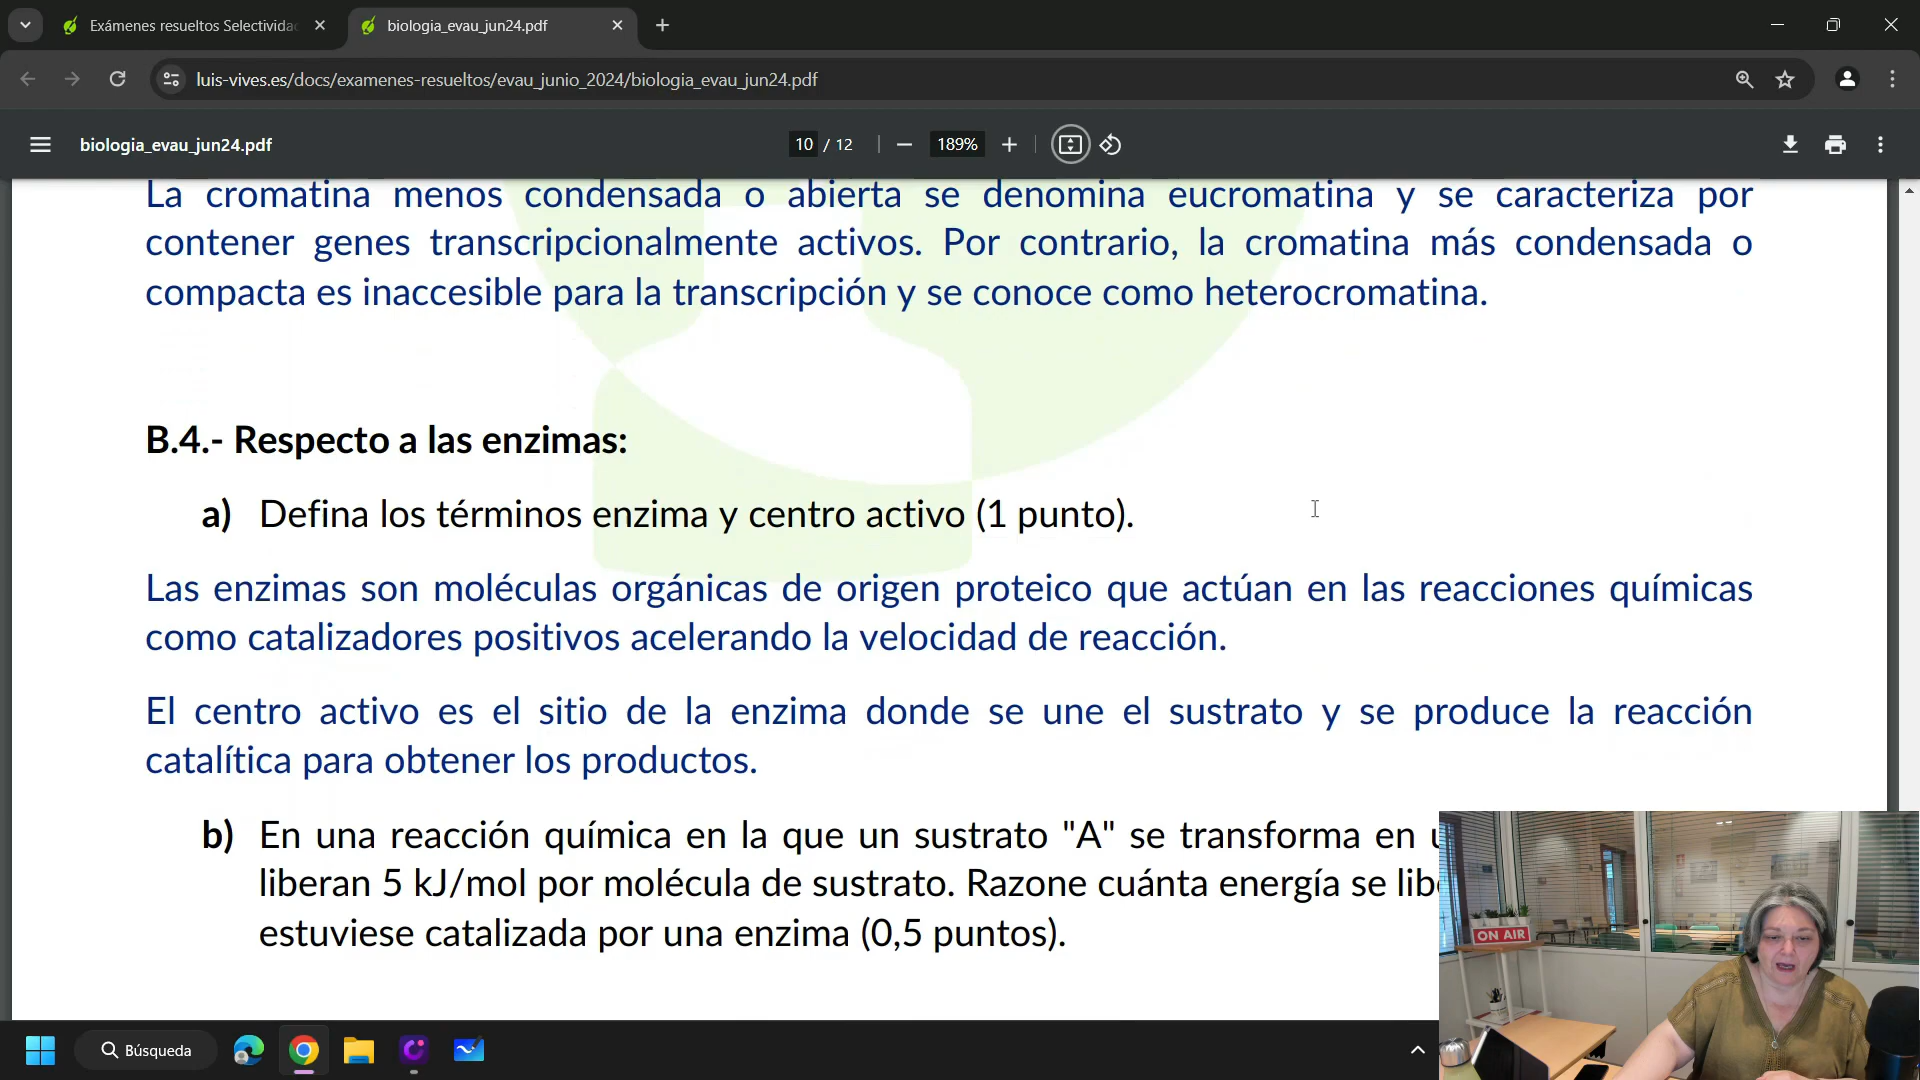 Exámenes resueltos Selectivida
biologia_evau_jun24.pdf
luis-vives.es/docs/examenes-resueltos/evau_junio_2024/biologia_evau_jun24.pdf
biologia_evau_jun24.pdf
10 / 12
189%
La cromatina menos condensada o abierta se denomina eucromatina y se caracteriza por
contener genes transcripcionalmente activos. Por contrario, la cromatina más condensada o
compacta es inaccesible para la transcripción y se conoce como heterocromatina.
B.4.- Respecto a las enzimas:
a) Defina los términos enzima y centro activo (1 punto).
Las enzimas son moléculas orgánicas de origen proteico que actúan en las reacciones químicas
como catalizadores positivos acelerando la velocidad de reacción.
El centro activo es el sitio de la enzima donde se une el sustrato y se produce la reacción
catalítica para obtener los productos.
b) En una reacción química en la que un sustrato "A" se transforma en
liberan 5 kJ/mol por molécula de sustrato. Razone cuánta energía se lib
estuviese catalizada por una enzima (0,5 puntos).
ON AIR
Búsqueda